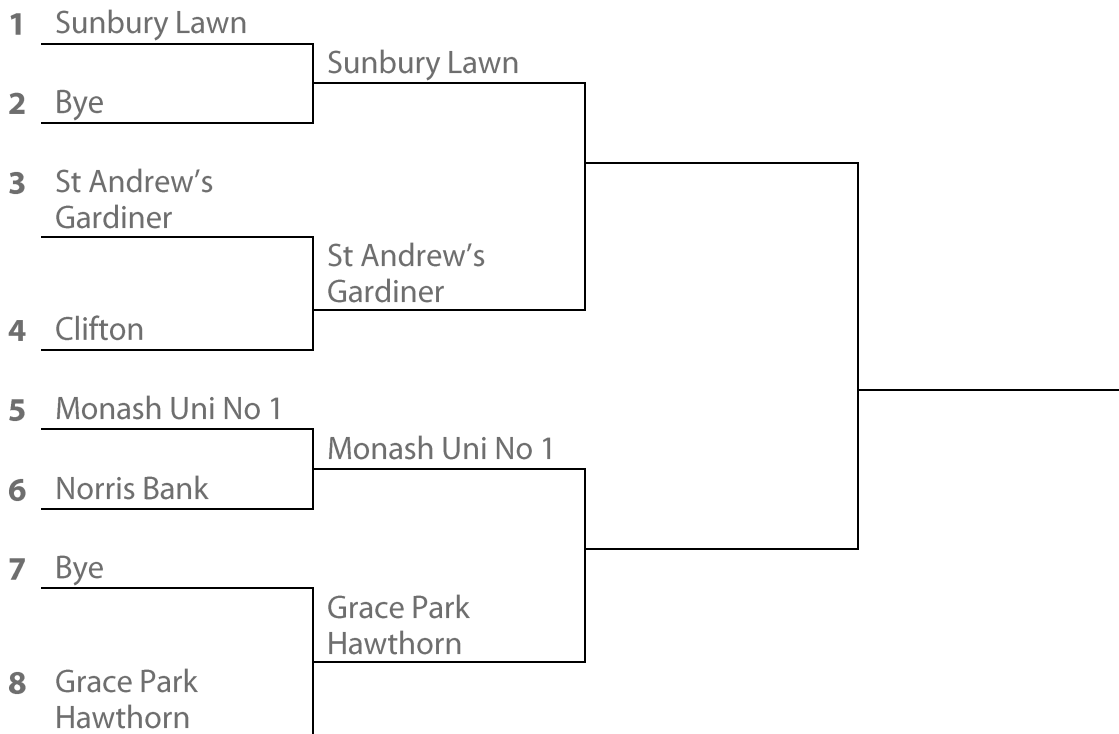 1 Sunbury Lawn
Sunbury Lawn
2 Bye
3 St Andrew’s
Gardiner
St Andrew’s
Gardiner
4 Clifton
5 Monash Uni No 1
Monash Uni No 1
6 Norris Bank
7 Bye
Grace Park
Hawthorn
8 Grace Park
Hawthorn